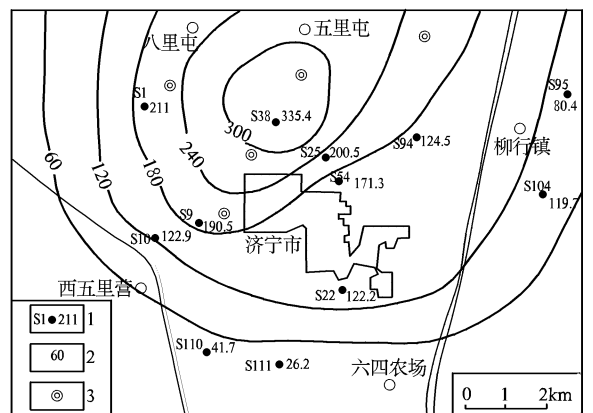 八里屯
五里屯
S1
211
S38 335.4
300
240
180
120
60
S25 200.5
S94 124.5
S95
80.4
柳行镇
S54
171.3
S104
119.7
S9
190.5
S10 122.9
济宁市
西五里营
S22 122.2
S110 41.7
S111 26.2
六四农场
S1 211 1
60 2
3
0 1 2km